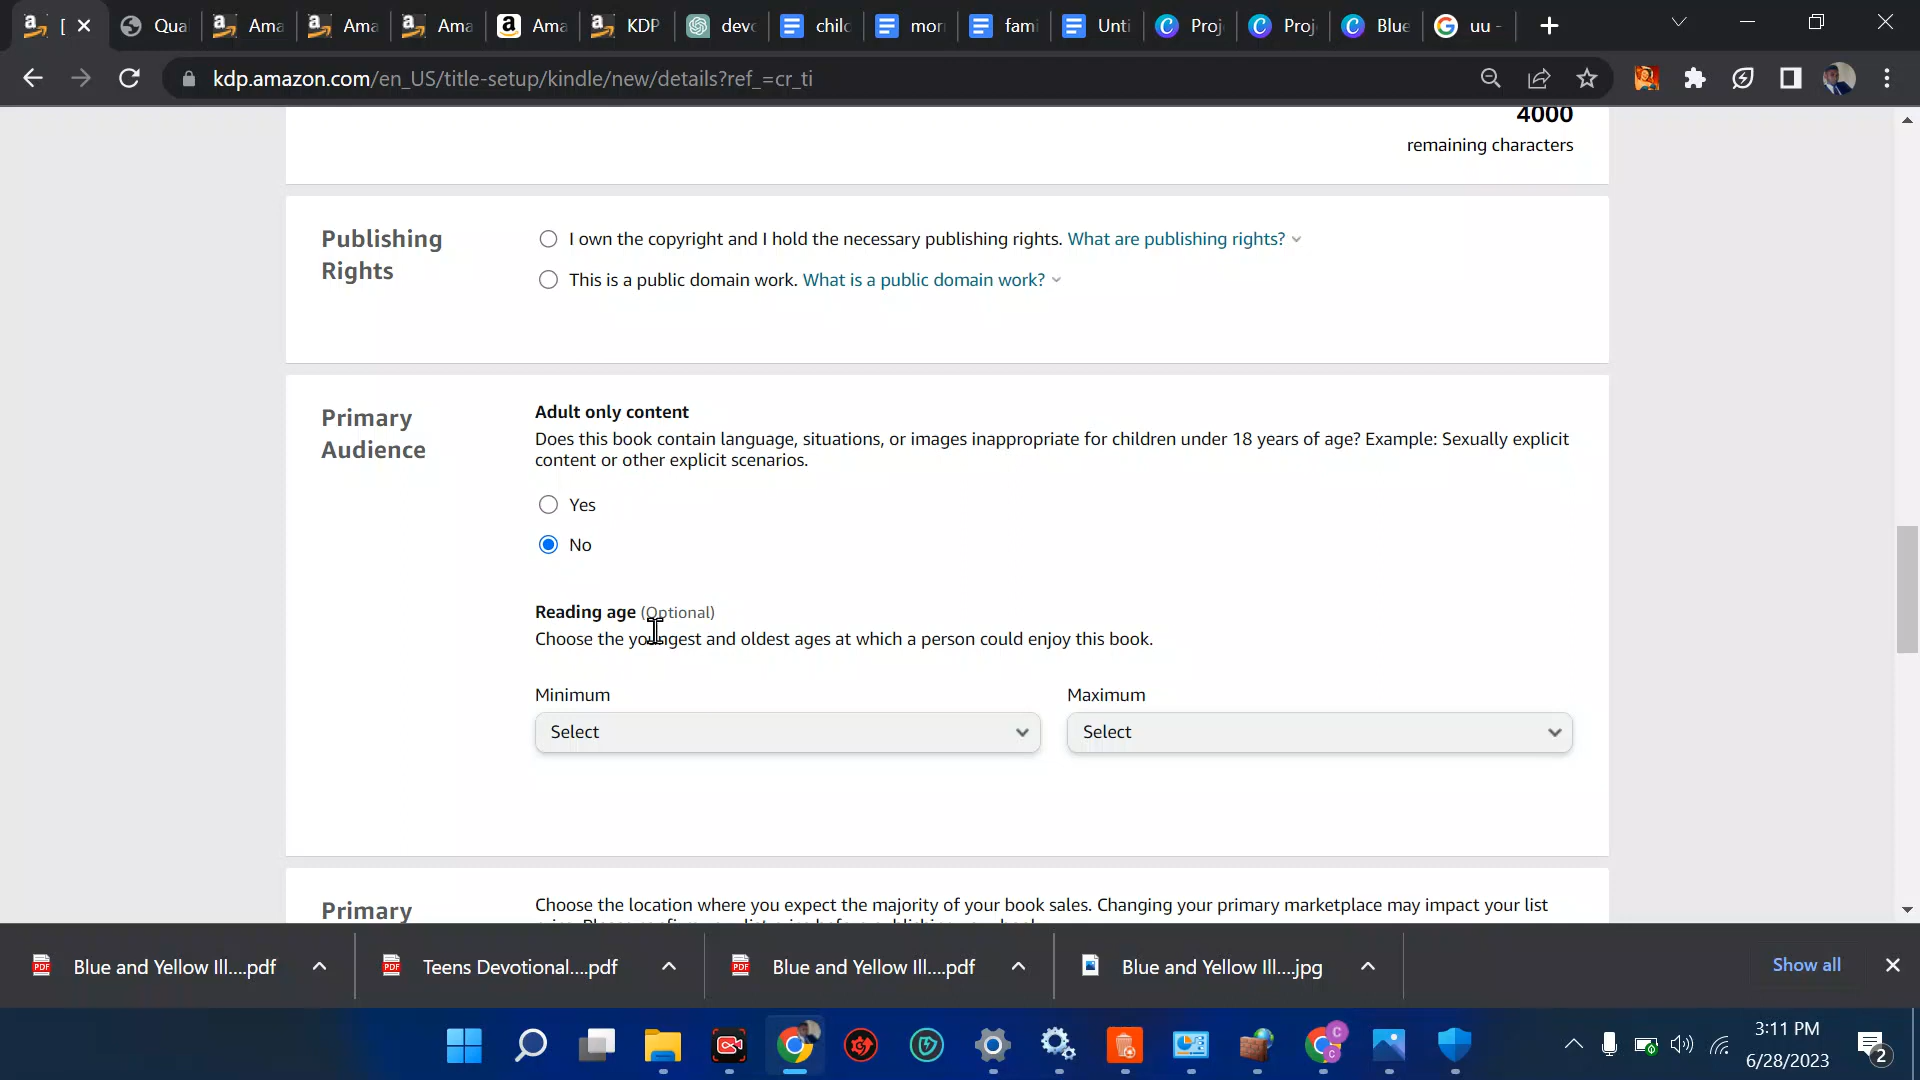 [
Qua
Ama
Ama
Ama
Ama
KDP
devo
chilc
mor
fami
Unti
Proj
Proj
Blue
uu -
kdp.amazon.com/en_US/title-setup/kindle/new/details?ref_=cr_ti
4000
remaining characters
Publishing
Rights
I own the copyright and I hold the necessary publishing rights. What are publishing rights?
This is a public domain work. What is a public domain work?
Primary
Audience
Adult only content
Does this book contain language, situations, or images inappropriate for children under 18 years of age? Example: Sexually explicit
content or other explicit scenarios.
Yes
No
Reading age (Optional)
Choose the youngest and oldest ages at which a person could enjoy this book.
Minimum
Maximum
Select
Select
Primary
Choose the location where you expect the majority of your book sales. Changing your primary marketplace may impact your list
Blue and Yellow Ill....pdf
Teens Devotional....pdf
Blue and Yellow Ill....pdf
Blue and Yellow Ill....jpg
Show all
3:11 PM
6/28/2023
2